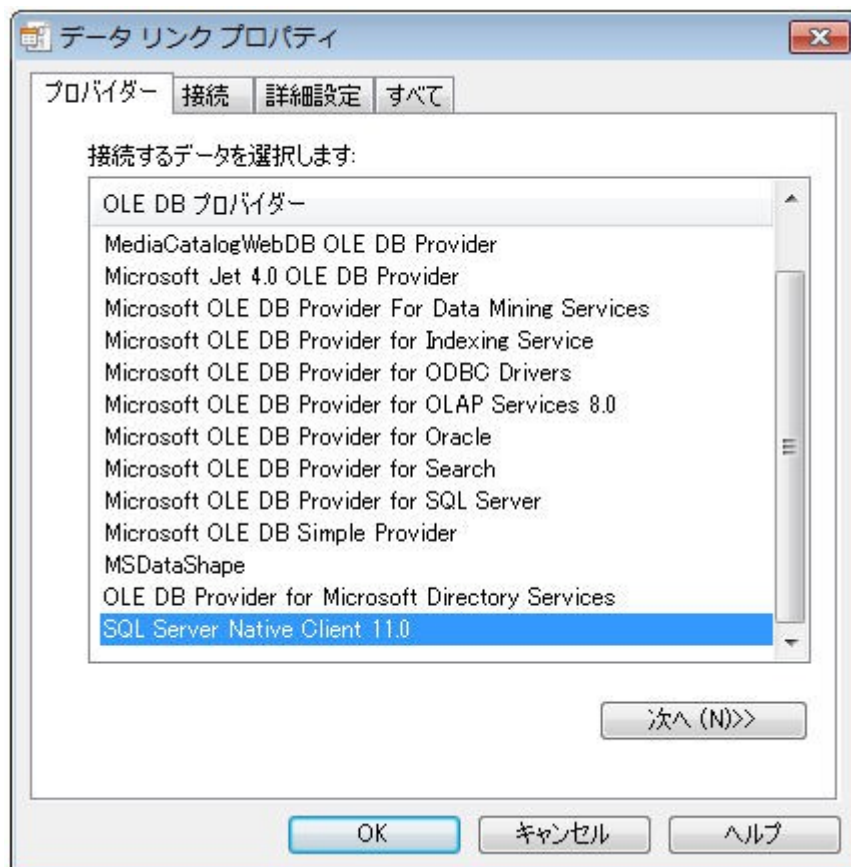 データ リンク プロパティ
プロバイダー 接続 詳細設定 すべて
接続するデータを選択します:
OLE DB プロバイダー
MediaCatalogWebDB OLE DB Provider
Microsoft Jet 4.0 OLE DB Provider
Microsoft OLE DB Provider For Data Mining Services
Microsoft OLE DB Provider for Indexing Service
Microsoft OLE DB Provider for ODBC Drivers
Microsoft OLE DB Provider for OLAP Services 8.0
Microsoft OLE DB Provider for Oracle
Microsoft OLE DB Provider for Search
Microsoft OLE DB Provider for SQL Server
Microsoft OLE DB Simple Provider
MSDataShape
OLE DB Provider for Microsoft Directory Services
SQL Server Native Client 11.0
次へ (N)>>
OK キャンセル ヘルプ